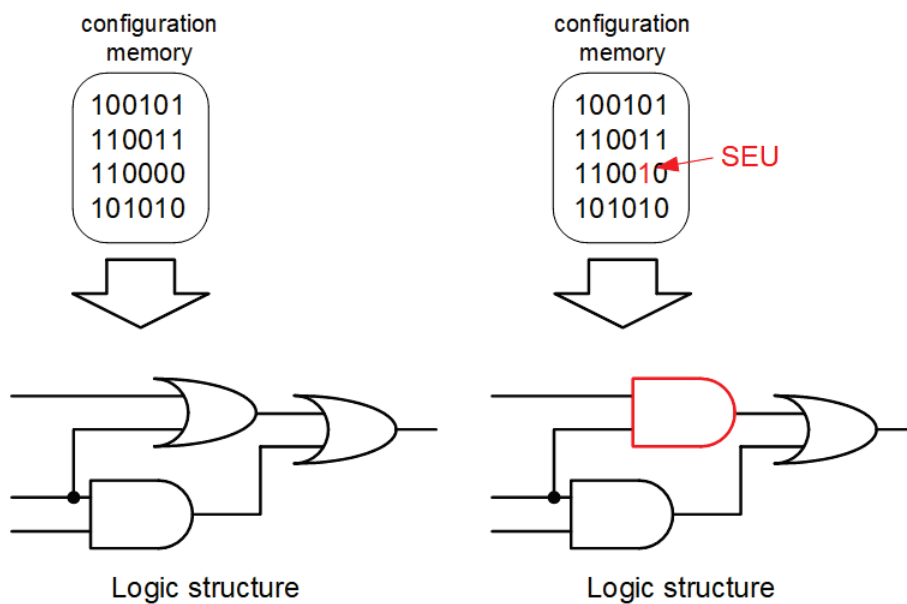 configuration
memory
100101
110011
110000
101010
Logic structure
configuration
memory
100101
110011
110010
101010
SEU
Logic structure